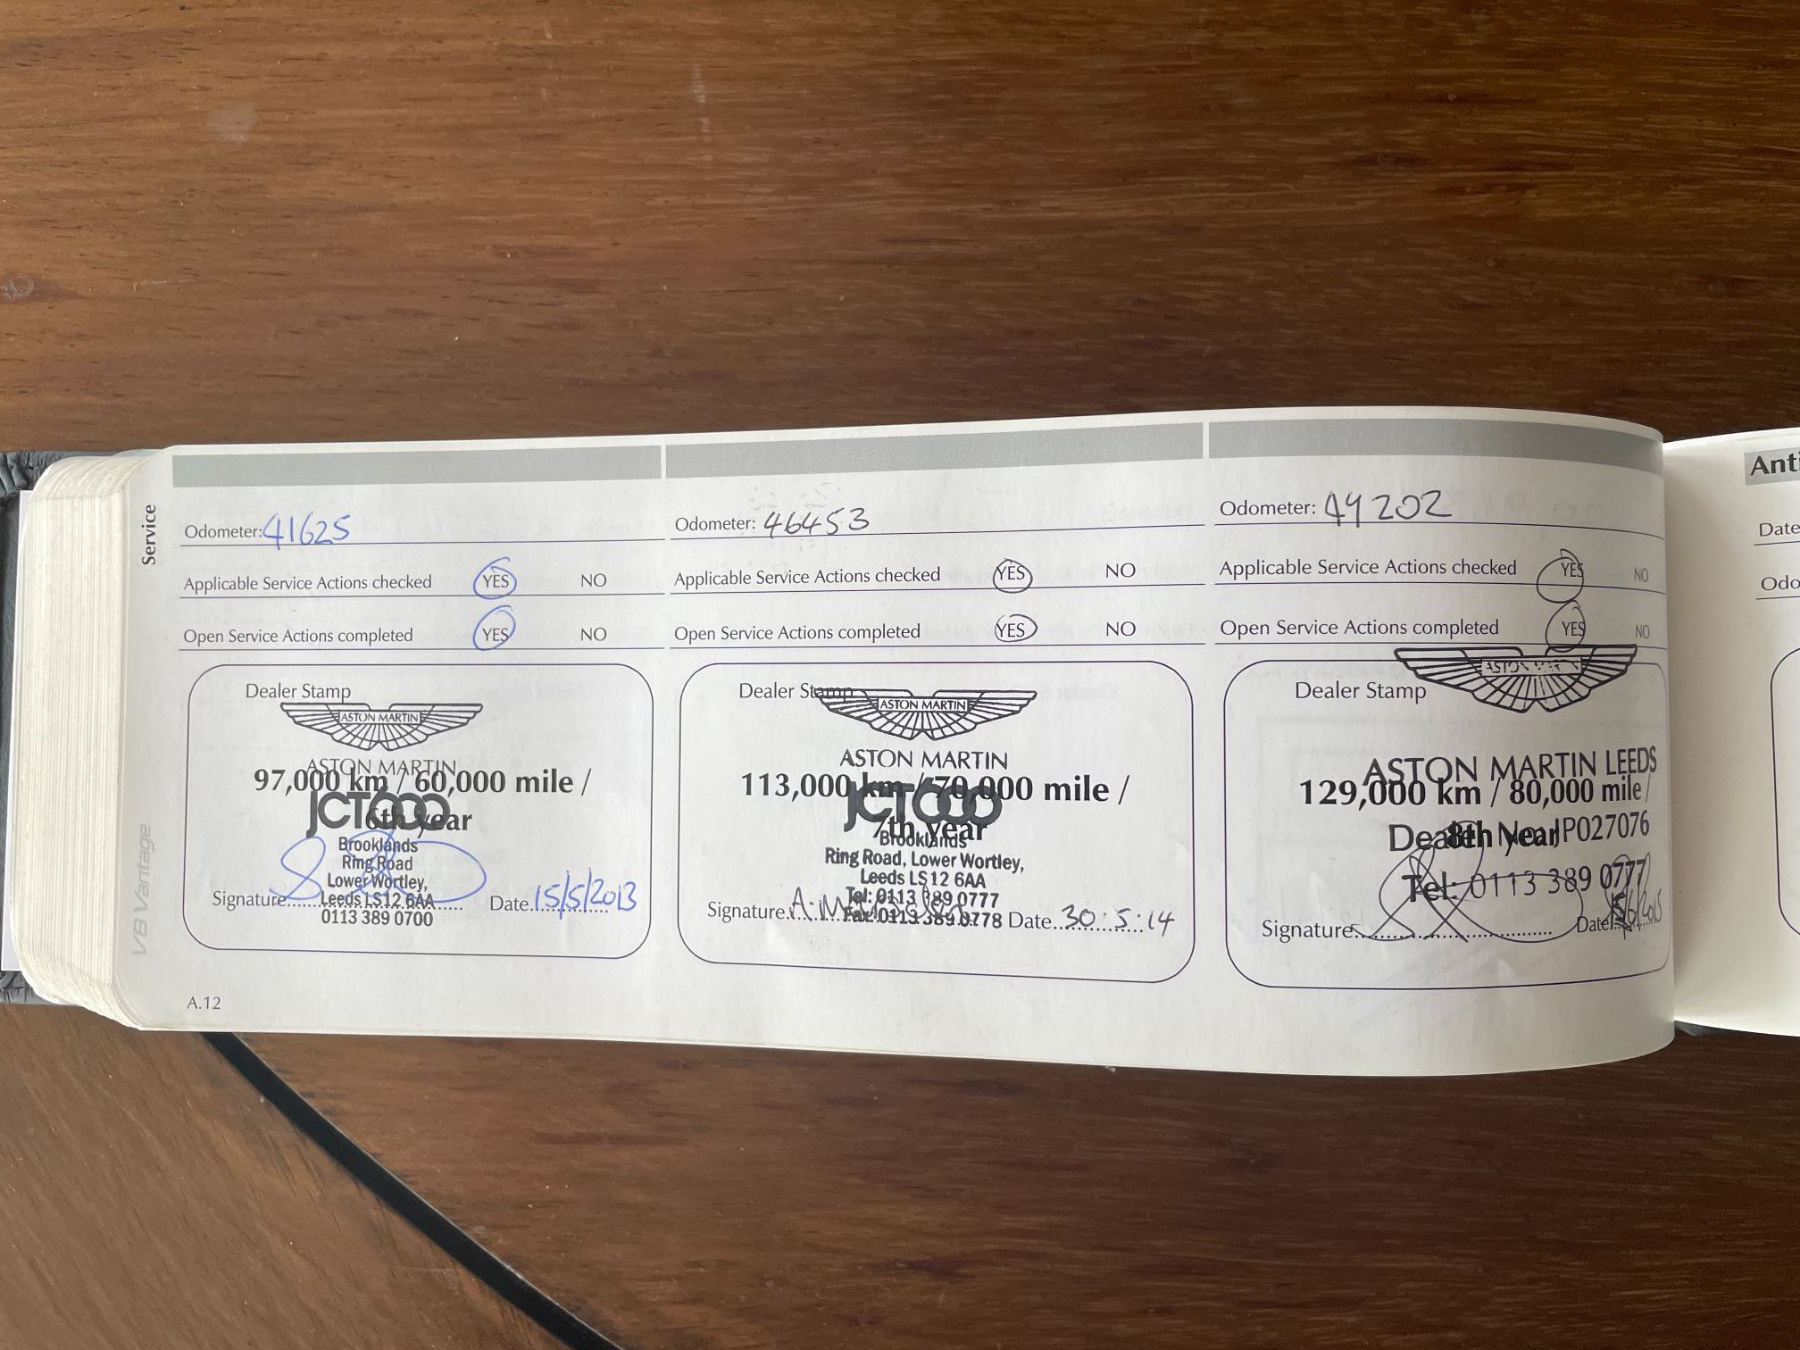 Service
V8 Vantage
Odometer: 41625
Applicable Service Actions checked YES NO
Open Service Actions completed YES NO
Dealer Stamp
ASTON MARTIN
ASTON MARTIN
97,000 km / 60,000 mile /
JCT600
6th year
Brooklands
Ring Road
Lower Wortley,
Leeds LS12 6AA
0113 389 0700
Signature Date 15/5/2013
A.12
Odometer: 46453
Applicable Service Actions checked YES NO
Open Service Actions completed YES NO
Dealer Stamp
ASTON MARTIN
ASTON MARTIN
113,000 km / 70,000 mile /
JCT600
7th year
Brooklands
Ring Road, Lower Wortley,
Leeds LS12 6AA
Tel: 0113 389 0777
Fax: 0113 389 0778
Signature Date 30:5:14
Odometer: 49202
Applicable Service Actions checked YES NO
Open Service Actions completed YES NO
ASTON MARTIN
Dealer Stamp
ASTON MARTIN LEEDS
129,000 km / 80,000 mile /
8th year
Dealer No. JP027076
Tel: 0113 389 0777
Signature Date
Anti
Date
Odo